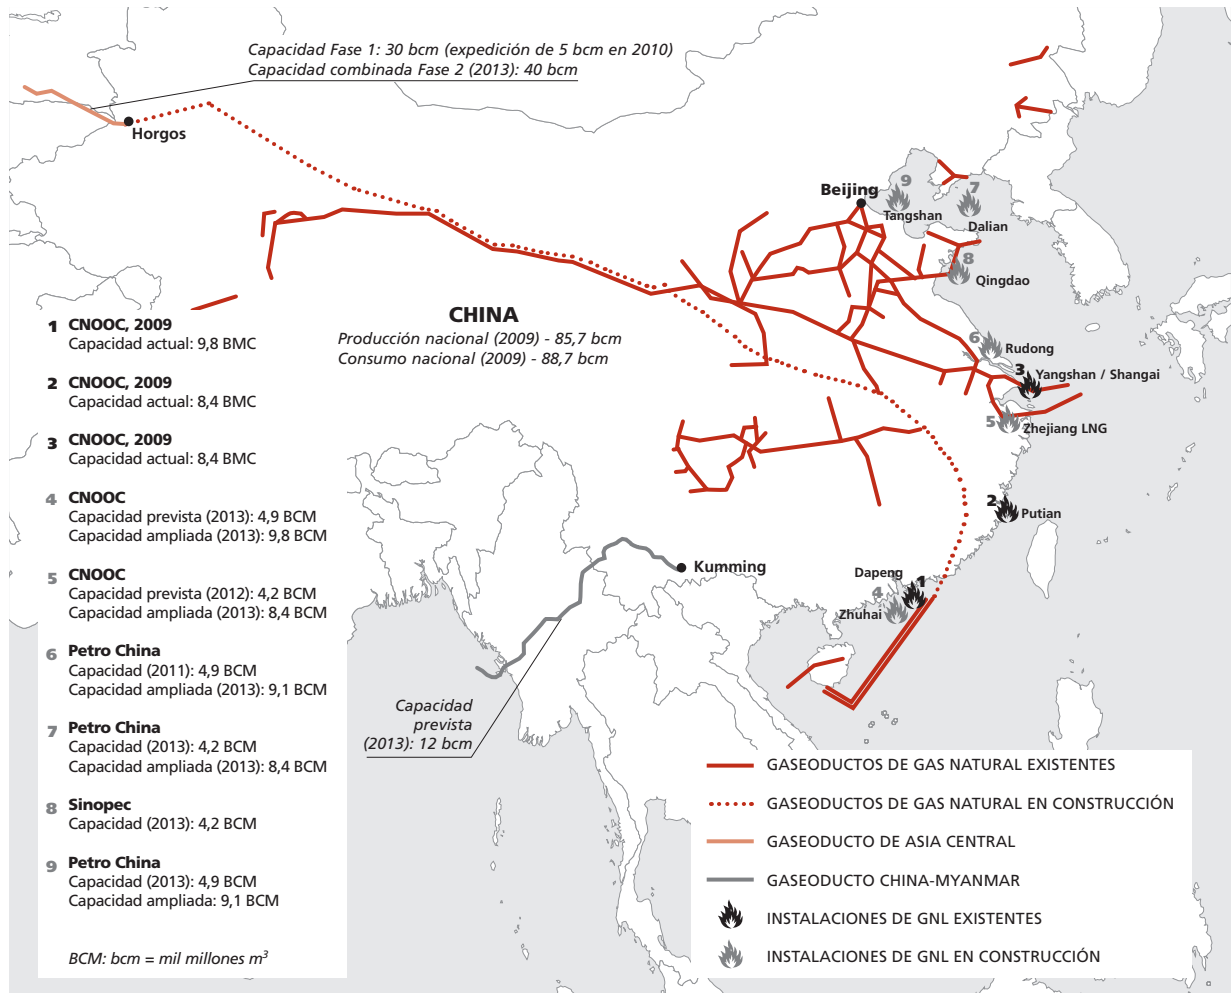 Capacidad Fase 1: 30 bcm (expedición de 5 bcm en 2010)
Capacidad combinada Fase 2 (2013): 40 bcm
Horgos
Beijing
9
Tangshan
7
Dalian
8
Qingdao
CHINA
Producción nacional (2009) - 85,7 bcm
Consumo nacional (2009) - 88,7 bcm
6
Rudong
3
Yangshan / Shangai
5
Zhejiang LNG
2
Putian
Kumming
Dapeng
1
4
Zhuhai
Capacidad
prevista
(2013): 12 bcm
1 CNOOC, 2009
Capacidad actual: 9,8 BMC
2 CNOOC, 2009
Capacidad actual: 8,4 BMC
3 CNOOC, 2009
Capacidad actual: 8,4 BMC
4 CNOOC
Capacidad prevista (2013): 4,9 BCM
Capacidad ampliada (2013): 9,8 BCM
5 CNOOC
Capacidad prevista (2012): 4,2 BCM
Capacidad ampliada (2013): 8,4 BCM
6 Petro China
Capacidad (2011): 4,9 BCM
Capacidad ampliada (2013): 9,1 BCM
7 Petro China
Capacidad (2013): 4,2 BCM
Capacidad ampliada (2013): 8,4 BCM
8 Sinopec
Capacidad (2013): 4,2 BCM
9 Petro China
Capacidad (2013): 4,9 BCM
Capacidad ampliada: 9,1 BCM
BCM: bcm = mil millones m³
GASEODUCTOS DE GAS NATURAL EXISTENTES
GASEODUCTOS DE GAS NATURAL EN CONSTRUCCIÓN
GASEODUCTO DE ASIA CENTRAL
GASEODUCTO CHINA-MYANMAR
INSTALACIONES DE GNL EXISTENTES
INSTALACIONES DE GNL EN CONSTRUCCIÓN